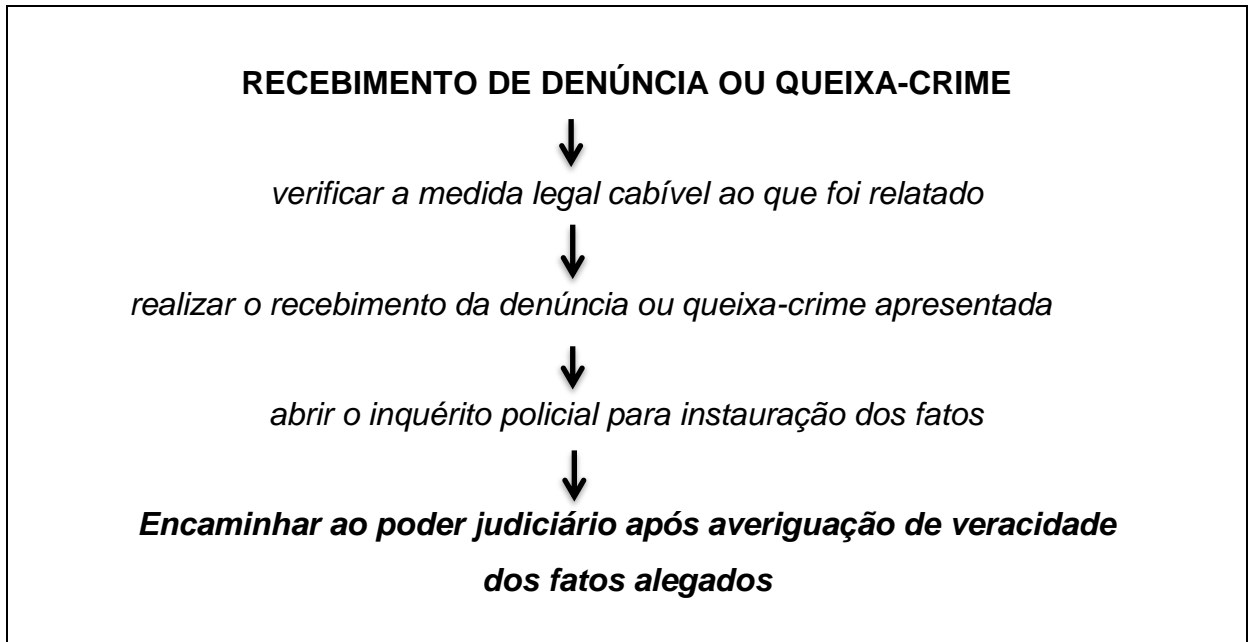 RECEBIMENTO DE DENÚNCIA OU QUEIXA-CRIME
verificar a medida legal cabível ao que foi relatado
realizar o recebimento da denúncia ou queixa-crime apresentada
abrir o inquérito policial para instauração dos fatos
Encaminhar ao poder judiciário após averiguação de veracidade
dos fatos alegados